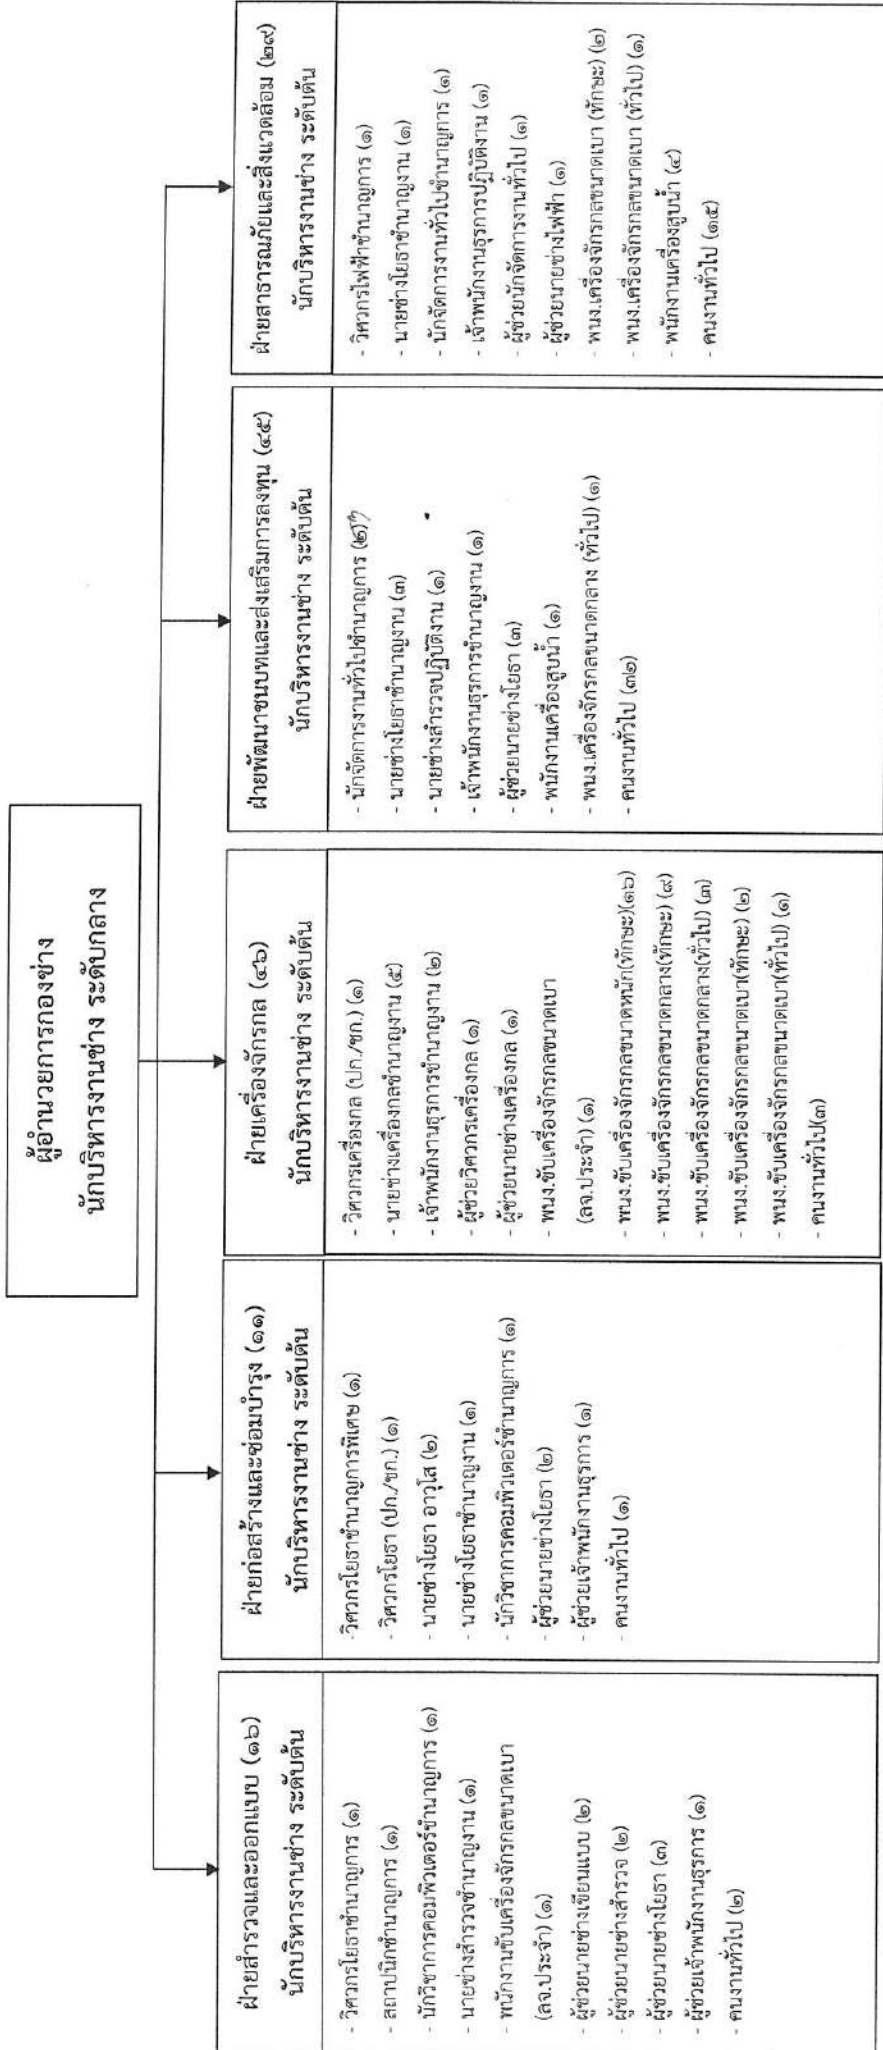 ผู้อำนวยการกองช่าง
นักบริหารงานช่าง ระดับกลาง
ฝ่ายสำรวจและออกแบบ (๑๖)
นักบริหารงานช่าง ระดับต้น
- วิศวกรโยธาชำนาญการ (๑)
- สถาปนิกชำนาญการ (๑)
- นักวิชาการคอมพิวเตอร์ชำนาญการ (๑)
- นายช่างสำรวจชำนาญงาน (๑)
- พนักงานขับเครื่องจักรกลขนาดเบา
(ลจ.ประจำ) (๑)
- ผู้ช่วยนายช่างเขียนแบบ (๒)
- ผู้ช่วยนายช่างสำรวจ (๒)
- ผู้ช่วยนายช่างโยธา (๓)
- ผู้ช่วยเจ้าพนักงานธุรการ (๑)
- คนงานทั่วไป (๒)
ฝ่ายก่อสร้างและซ่อมบำรุง (๑๑)
นักบริหารงานช่าง ระดับต้น
-วิศวกรโยธาชำนาญการพิเศษ (๑)
- วิศวกรโยธา (ปก./ชก.) (๑)
- นายช่างโยธา อาวุโส (๒)
- นายช่างโยธาชำนาญงาน (๑)
- นักวิชาการคอมพิวเตอร์ชำนาญการ (๑)
- ผู้ช่วยนายช่างโยธา (๒)
- ผู้ช่วยเจ้าพนักงานธุรการ (๑)
- คนงานทั่วไป (๑)
ฝ่ายเครื่องจักรกล (๔๖)
นักบริหารงานช่าง ระดับต้น
- วิศวกรเครื่องกล (ปก./ชก.) (๑)
- นายช่างเครื่องกลชำนาญงาน (๕)
- เจ้าพนักงานธุรการชำนาญงาน (๒)
- ผู้ช่วยวิศวกรเครื่องกล (๑)
- ผู้ช่วยนายช่างเครื่องกล (๑)
- พนง.ขับเครื่องจักรกลขนาดเบา
(ลจ.ประจำ) (๑)
- พนง.ขับเครื่องจักรกลขนาดหนัก(ทักษะ)(๑๖)
- พนง.ขับเครื่องจักรกลขนาดกลาง(ทักษะ) (๙)
- พนง.ขับเครื่องจักรกลขนาดกลาง(ทั่วไป) (๓)
- พนง.ขับเครื่องจักรกลขนาดเบา(ทักษะ) (๒)
- พนง.ขับเครื่องจักรกลขนาดเบา(ทั่วไป) (๑)
- คนงานทั่วไป(๓)
ฝ่ายพัฒนาชนบทและส่งเสริมการลงทุน (๔๕)
นักบริหารงานช่าง ระดับต้น
- นักจัดการงานทั่วไปชำนาญการ
- นายช่างโยธาชำนาญงาน (๓)
- นายช่างสำรวจปฏิบัติงาน (๑)
- เจ้าพนักงานธุรการชำนาญงาน (๑)
- ผู้ช่วยนายช่างโยธา (๓)
- พนักงานเครื่องสูบน้ำ (๑)
- พนง.เครื่องจักรกลขนาดกลาง (ทั่วไป) (๑)
- คนงานทั่วไป (๓๒)
ฝ่ายสาธารณภัยและสิ่งแวดล้อม (๒๙)
นักบริหารงานช่าง ระดับต้น
- วิศวกรไฟฟ้าชำนาญการ (๑)
- นายช่างโยธาชำนาญงาน (๑)
- นักจัดการงานทั่วไปชำนาญการ (๑)
- เจ้าพนักงานธุรการปฏิบัติงาน (๑)
- ผู้ช่วยนักจัดการงานทั่วไป (๑)
- ผู้ช่วยนายช่างไฟฟ้า (๑)
- พนง.เครื่องจักรกลขนาดเบา (ทักษะ) (๒)
- พนง.เครื่องจักรกลขนาดเบา (ทั่วไป) (๑)
- พนักงานเครื่องสูบน้ำ (๔)
- คนงานทั่วไป (๑๕)